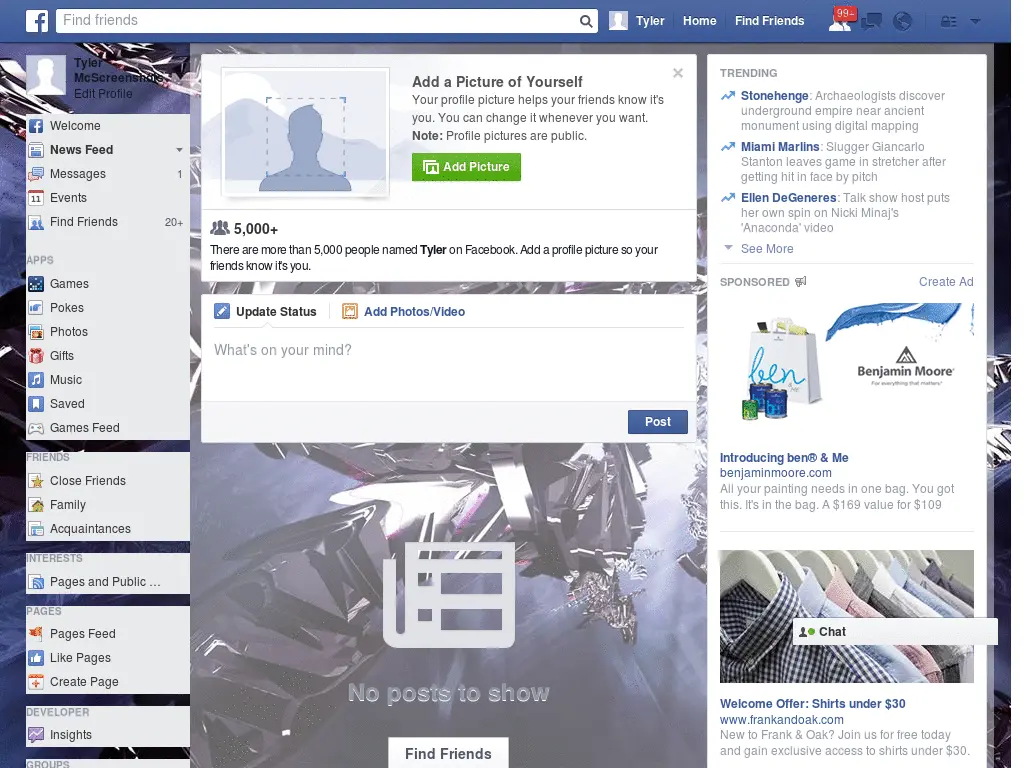 Find friends
Tyler
Home
Find Friends
99+
Tyler
McScreenshots
Edit Profile
Welcome
News Feed
Messages 1
11 Events
Find Friends 20+
APPS
Games
Pokes
Photos
Gifts
Music
Saved
Games Feed
FRIENDS
Close Friends
Family
Acquaintances
INTERESTS
Pages and Public ...
PAGES
Pages Feed
Like Pages
Create Page
DEVELOPER
Insights
GROUPS
Add a Picture of Yourself
Your profile picture helps your friends know it's
you. You can change it whenever you want.
Note: Profile pictures are public.
Add Picture
5,000+
There are more than 5,000 people named Tyler on Facebook. Add a profile picture so your
friends know it's you.
Update Status
Add Photos/Video
What's on your mind?
Post
No posts to show
Find Friends
TRENDING
Stonehenge: Archaeologists discover
underground empire near ancient
monument using digital mapping
Miami Marlins: Slugger Giancarlo
Stanton leaves game in stretcher after
getting hit in face by pitch
Ellen DeGeneres: Talk show host puts
her own spin on Nicki Minaj's
'Anaconda' video
See More
SPONSORED
Create Ad
ben
& ME
Benjamin Moore®
For everything that matters®
Introducing ben® & Me
benjaminmoore.com
All your painting needs in one bag. You got
this. It's in the bag. A $169 value for $109
Chat
Welcome Offer: Shirts under $30
www.frankandoak.com
New to Frank & Oak? Join us for free today
and gain exclusive access to shirts under $30.